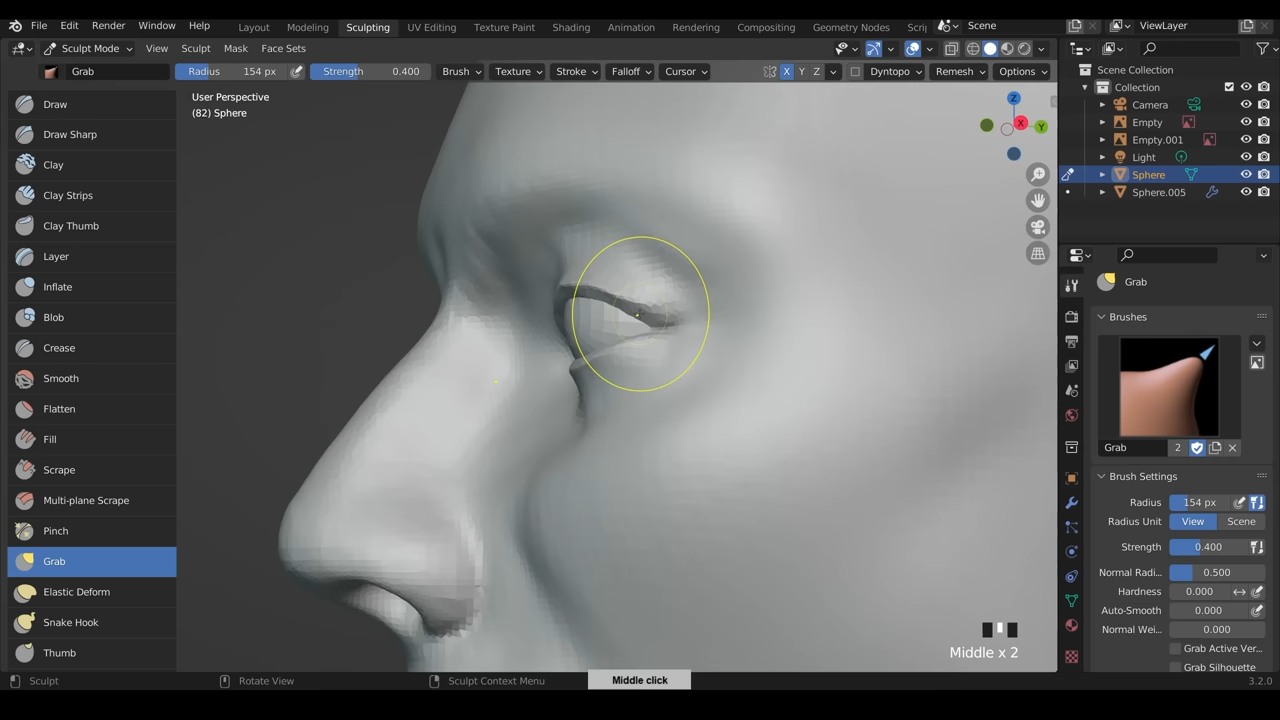 File Edit Render Window Help Layout Modeling Sculpting UV Editing Texture Paint Shading Animation Rendering Compositing Geometry Nodes Scene ViewLayer
Sculpt Mode View Sculpt Mask Face Sets
Grab Radius 154 px Strength 0.400 Brush Texture Stroke Falloff Cursor X Y Z Dyntopo Remesh Options
Scene Collection
Collection
Camera
Empty
Empty.001
Light
Sphere
Sphere.005
User Perspective
(82) Sphere
Z
X
Y
Draw
Draw Sharp
Clay
Clay Strips
Clay Thumb
Layer
Inflate
Blob
Crease
Smooth
Flatten
Fill
Scrape
Multi-plane Scrape
Pinch
Grab
Elastic Deform
Snake Hook
Thumb
Grab
Brushes
Grab 2
Brush Settings
Radius 154 px
Radius Unit View Scene
Strength 0.400
Normal Radi... 0.500
Hardness 0.000
Auto-Smooth 0.000
Normal Wei... 0.000
Grab Active Ver...
Grab Silhouette
Middle x 2
Sculpt Rotate View Sculpt Context Menu Middle click 3.2.0